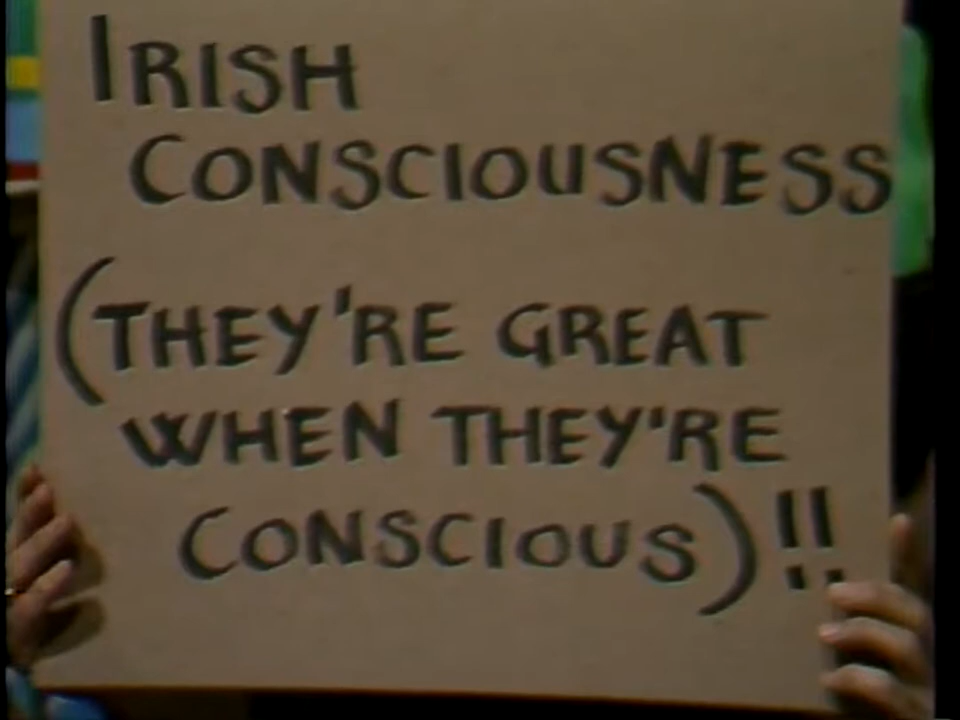 IRISH
CONSCIOUSNESS
(THEY'RE GREAT
WHEN THEY'RE
CONSCIOUS)!!